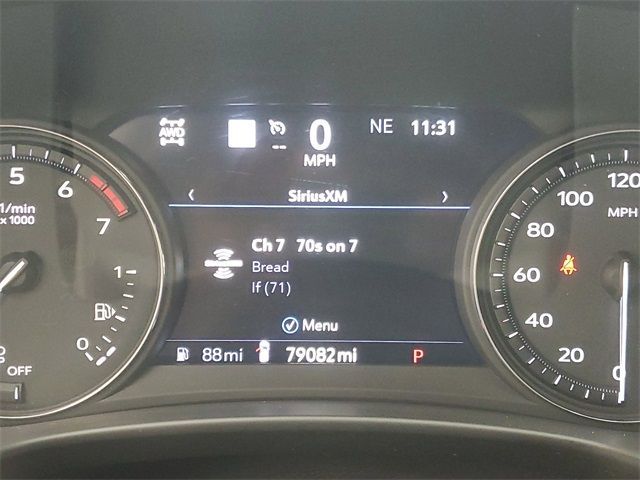 AWD
0
MPH
NE 11:31
SiriusXM
Ch 7 70s on 7
Bread
If (71)
Menu
88mi 79082mi P
5
6
7
1/min
x 1000
1
0
OFF
120
100
MPH
80
60
40
20
0